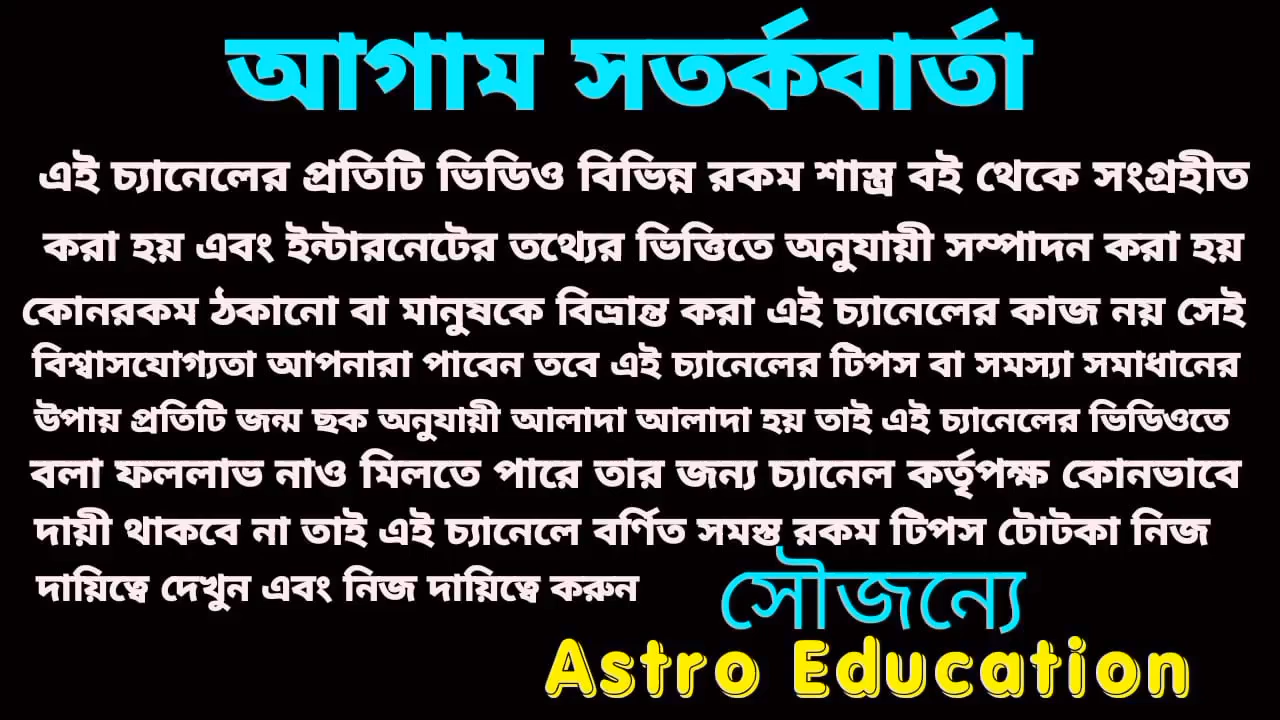 আগাম সতর্কবার্তা
এই চ্যানেলের প্রতিটি ভিডিও বিভিন্ন রকম শাস্ত্র বই থেকে সংগ্রহীত
করা হয় এবং ইন্টারনেটের তথ্যের ভিত্তিতে অনুযায়ী সম্পাদন করা হয়
কোনরকম ঠকানো বা মানুষকে বিভ্রান্ত করা এই চ্যানেলের কাজ নয় সেই
বিশ্বাসযোগ্যতা আপনারা পাবেন তবে এই চ্যানেলের টিপস বা সমস্যা সমাধানের
উপায় প্রতিটি জন্ম ছক অনুযায়ী আলাদা আলাদা হয় তাই এই চ্যানেলের ভিডিওতে
বলা ফললাভ নাও মিলতে পারে তার জন্য চ্যানেল কর্তৃপক্ষ কোনভাবে
দায়ী থাকবে না তাই এই চ্যানেলে বর্ণিত সমস্ত রকম টিপস টোটকা নিজ
দায়িত্বে দেখুন এবং নিজ দায়িত্বে করুন
সৌজন্যে
Astro Education